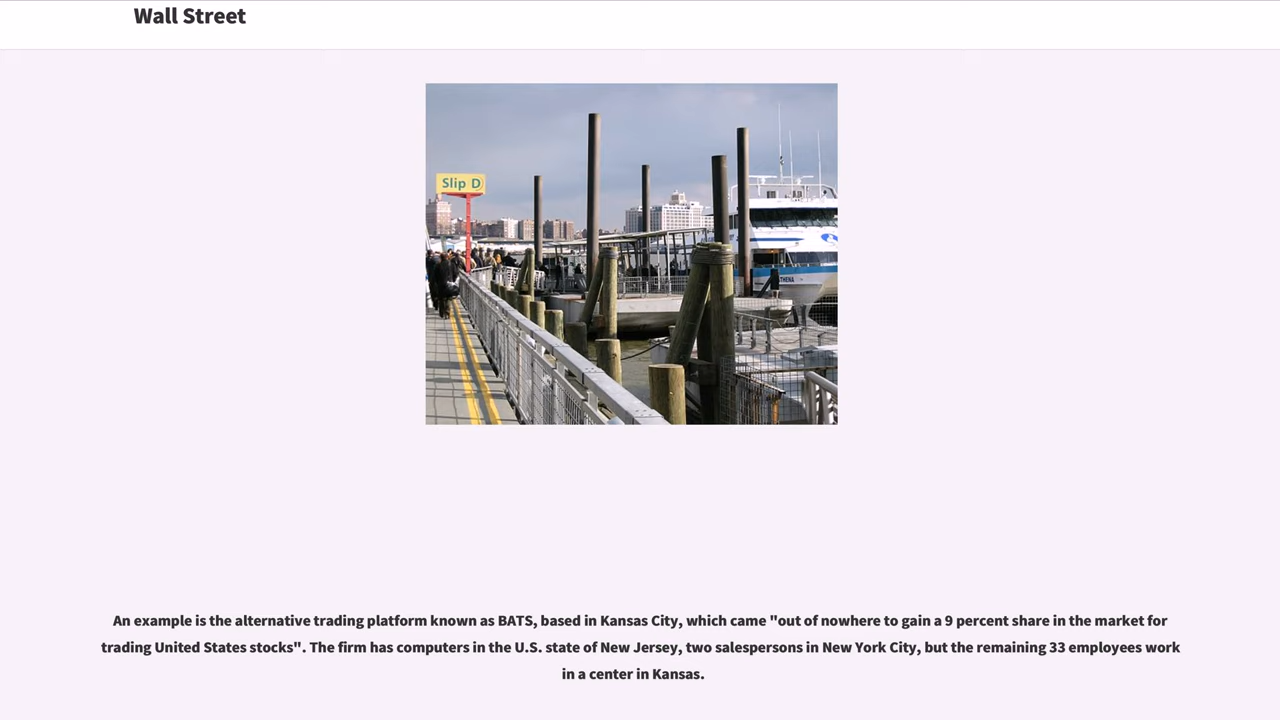 Wall Street
Slip D
ATHENA
An example is the alternative trading platform known as BATS, based in Kansas City, which came "out of nowhere to gain a 9 percent share in the market for
trading United States stocks". The firm has computers in the U.S. state of New Jersey, two salespersons in New York City, but the remaining 33 employees work
in a center in Kansas.